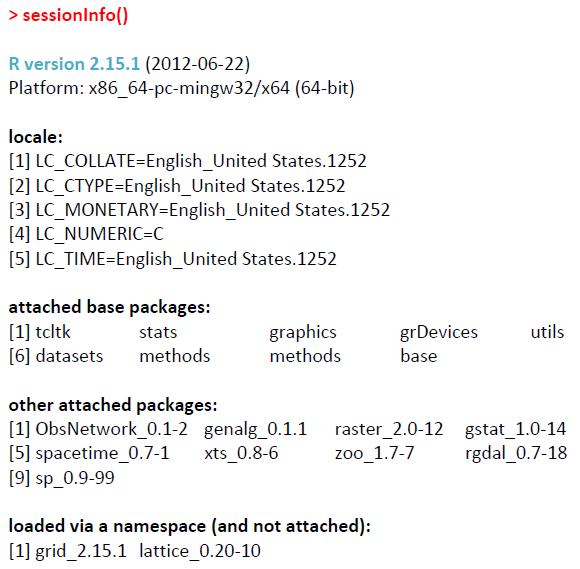 > sessionInfo()
R version 2.15.1 (2012-06-22)
Platform: x86_64-pc-mingw32/x64 (64-bit)
locale:
[1] LC_COLLATE=English_United States.1252
[2] LC_CTYPE=English_United States.1252
[3] LC_MONETARY=English_United States.1252
[4] LC_NUMERIC=C
[5] LC_TIME=English_United States.1252
attached base packages:
[1] tcltk stats graphics grDevices utils
[6] datasets methods methods base
other attached packages:
[1] ObsNetwork_0.1-2 genalg_0.1.1 raster_2.0-12 gstat_1.0-14
[5] spacetime_0.7-1 xts_0.8-6 zoo_1.7-7 rgdal_0.7-18
[9] sp_0.9-99
loaded via a namespace (and not attached):
[1] grid_2.15.1 lattice_0.20-10